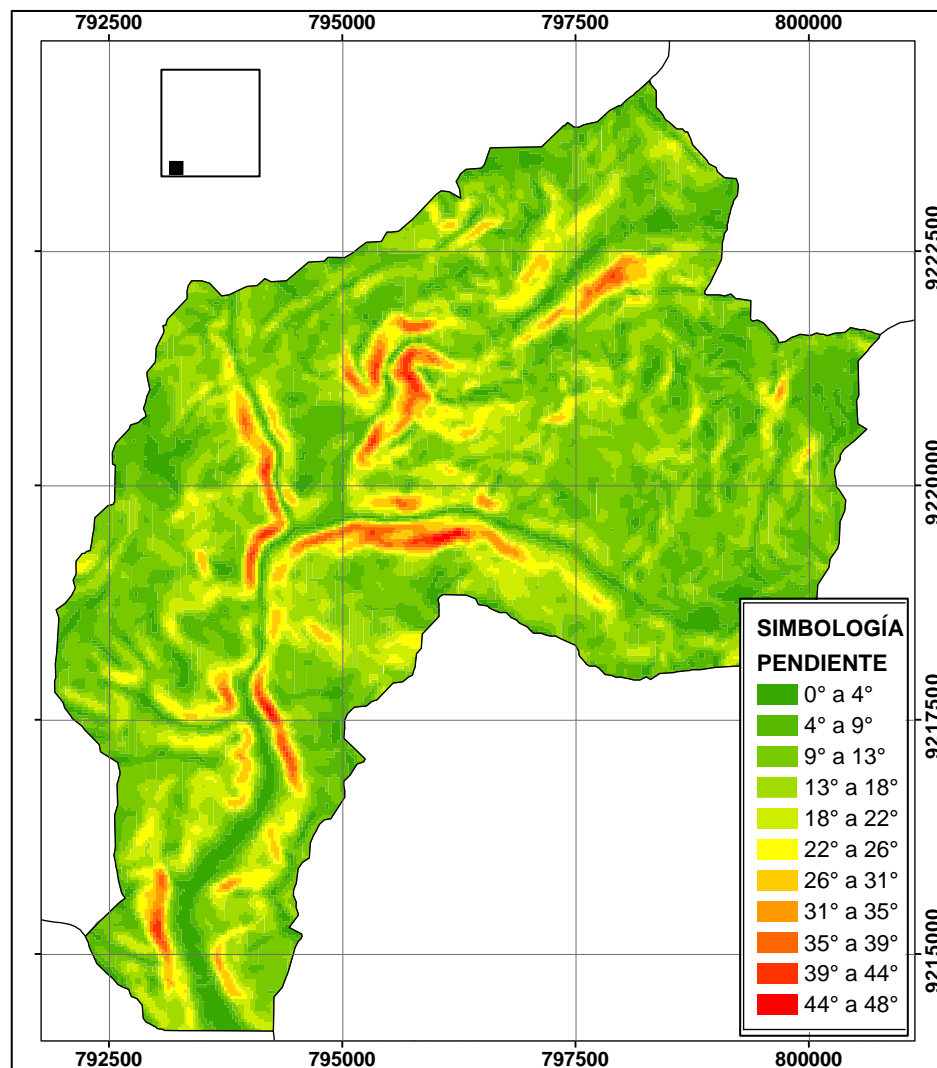 792500 795000 797500 800000
9222500
9220000
9217500
9215000
SIMBOLOGÍA
PENDIENTE
0° a 4°
4° a 9°
9° a 13°
13° a 18°
18° a 22°
22° a 26°
26° a 31°
31° a 35°
35° a 39°
39° a 44°
44° a 48°
792500 795000 797500 800000